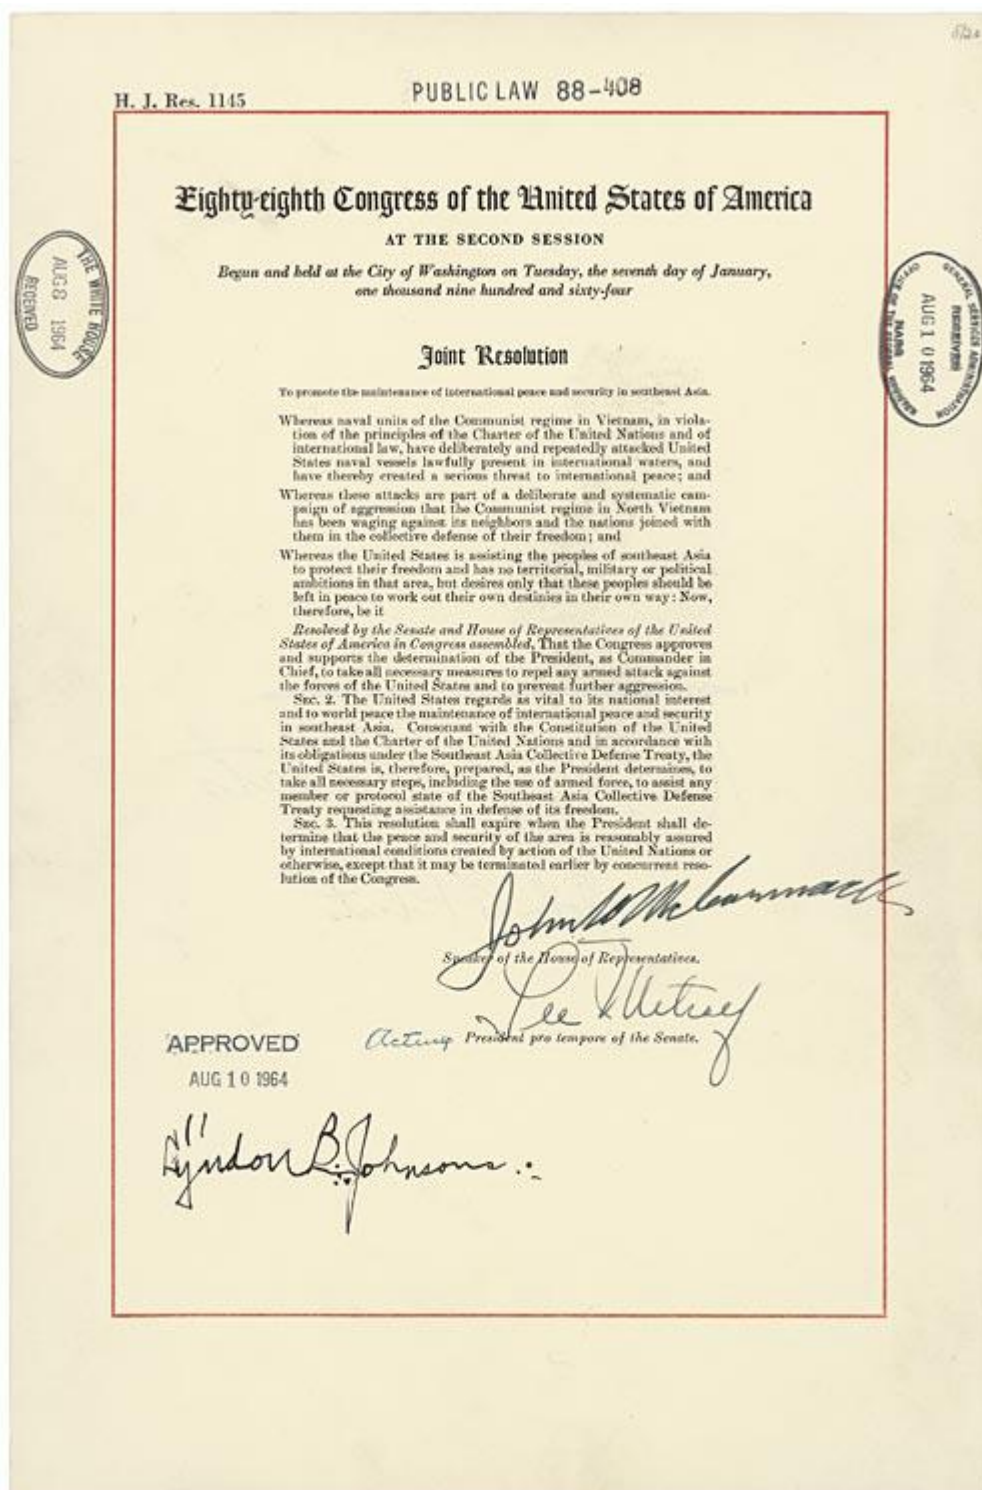 H. J. Res. 1145
PUBLIC LAW 88-408
Eighty-eighth Congress of the United States of America
AT THE SECOND SESSION
Begun and held at the City of Washington on Tuesday, the seventh day of January,
one thousand nine hundred and sixty-four
THE WHITE HOUSE
AUG 8 1964
RECEIVED
GENERAL SERVICES ADMINISTRATION
RECEIVED
AUG 10 1964
NARS
Joint Resolution
To promote the maintenance of international peace and security in southeast Asia.
Whereas naval units of the Communist regime in Vietnam, in viola-
tion of the principles of the Charter of the United Nations and of
international law, have deliberately and repeatedly attacked United
States naval vessels lawfully present in international waters, and
have thereby created a serious threat to international peace; and
Whereas these attacks are part of a deliberate and systematic cam-
paign of aggression that the Communist regime in North Vietnam
has been waging against its neighbors and the nations joined with
them in the collective defense of their freedom; and
Whereas the United States is assisting the peoples of southeast Asia
to protect their freedom and has no territorial, military or political
ambitions in that area, but desires only that these peoples should be
left in peace to work out their own destinies in their own way: Now,
therefore, be it
Resolved by the Senate and House of Representatives of the United
States of America in Congress assembled, That the Congress approves
and supports the determination of the President, as Commander in
Chief, to take all necessary measures to repel any armed attack against
the forces of the United States and to prevent further aggression.
SEC. 2. The United States regards as vital to its national interest
and to world peace the maintenance of international peace and security
in southeast Asia. Consonant with the Constitution of the United
States and the Charter of the United Nations and in accordance with
its obligations under the Southeast Asia Collective Defense Treaty, the
United States is, therefore, prepared, as the President determines, to
take all necessary steps, including the use of armed force, to assist any
member or protocol state of the Southeast Asia Collective Defense
Treaty requesting assistance in defense of its freedom.
SEC. 3. This resolution shall expire when the President shall de-
termine that the peace and security of the area is reasonably assured
by international conditions created by action of the United Nations or
otherwise, except that it may be terminated earlier by concurrent reso-
lution of the Congress.
John W McCormack
Speaker of the House of Representatives.
Lee Metcalf
Acting President pro tempore of the Senate.
APPROVED
AUG 10 1964
Lyndon B. Johnson